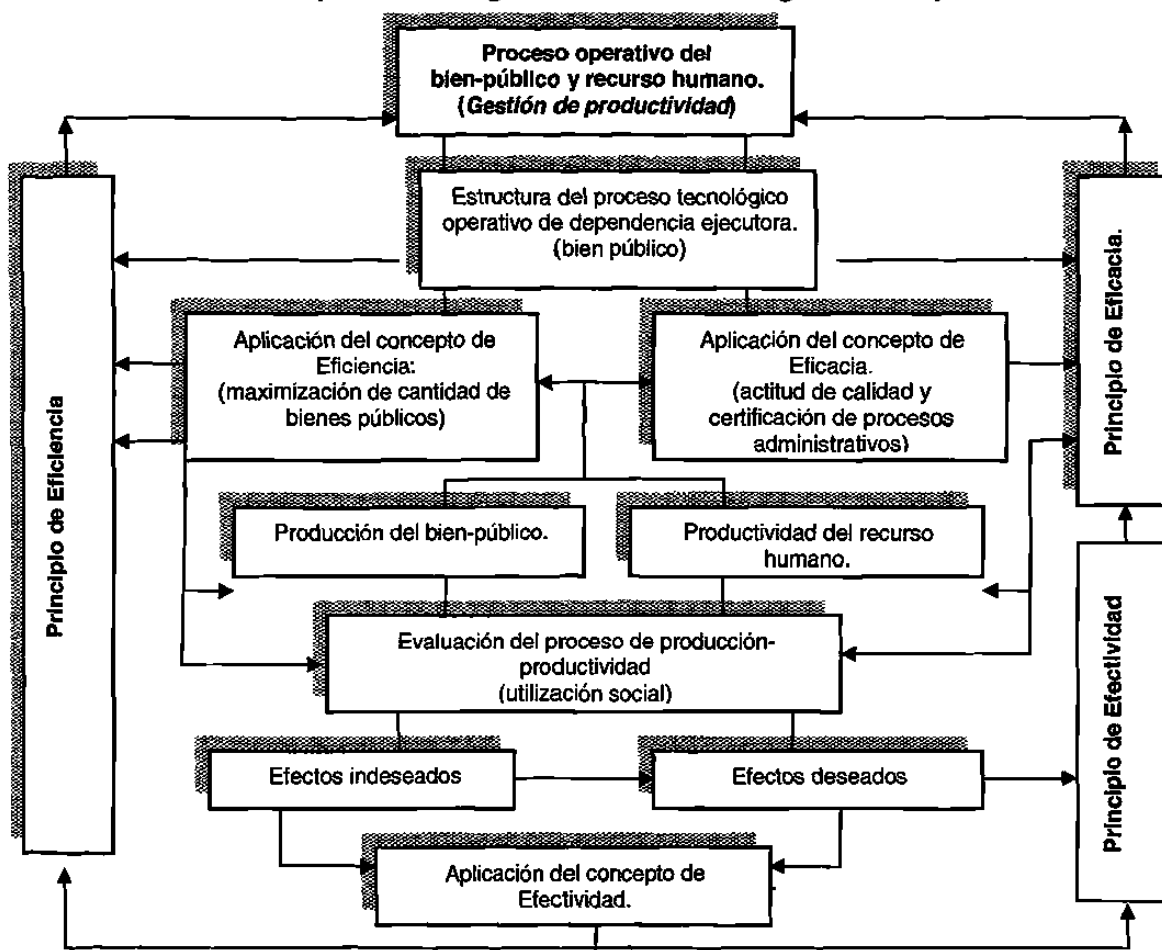 Proceso operativo del
bien-público y recurso humano.
(Gestión de productividad)
Estructura del proceso tecnológico
operativo de dependencia ejecutora.
(bien público)
Aplicación del concepto de
Eficiencia:
(maximización de cantidad de
bienes públicos)
Aplicación del concepto de
Eficacia.
(actitud de calidad y
certificación de procesos
administrativos)
Principio de Eficiencia
Principio de Eficacia.
Producción del bien-público.
Productividad del recurso
humano.
Evaluación del proceso de producción-
productividad
(utilización social)
Principio de Efectividad
Efectos indeseados
Efectos deseados
Aplicación del concepto de
Efectividad.